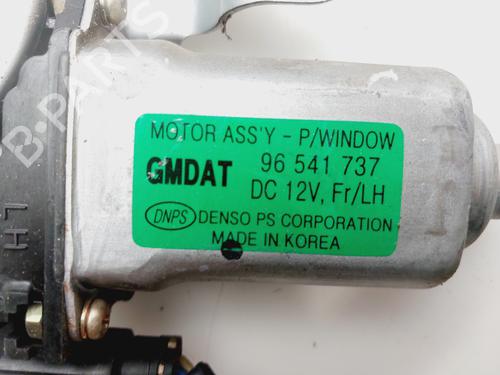 MOTOR ASS'Y - P/WINDOW
GMDAT 96 541 737
DC 12V, Fr/LH
DNPS DENSO PS CORPORATION
MADE IN KOREA
LH
B-PARTS